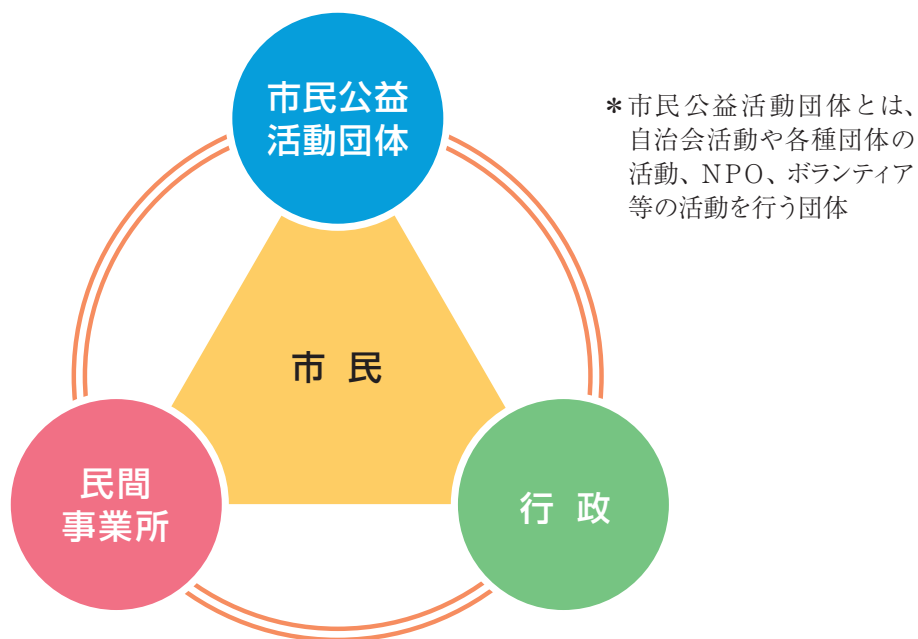 市民公益
活動団体
＊市民公益活動団体とは、
自治会活動や各種団体の
活動、NPO、ボランティア
等の活動を行う団体
市 民
民間
事業所
行 政